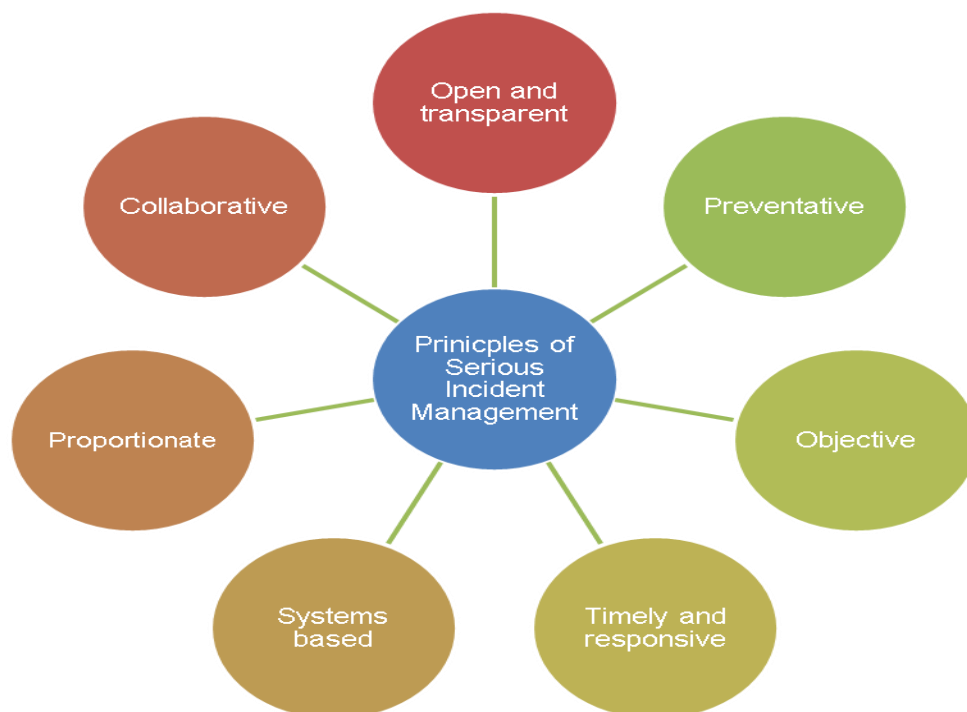 Open and
transparent
Collaborative
Preventative
Prinicples of
Serious
Incident
Management
Proportionate
Objective
Systems
based
Timely and
responsive